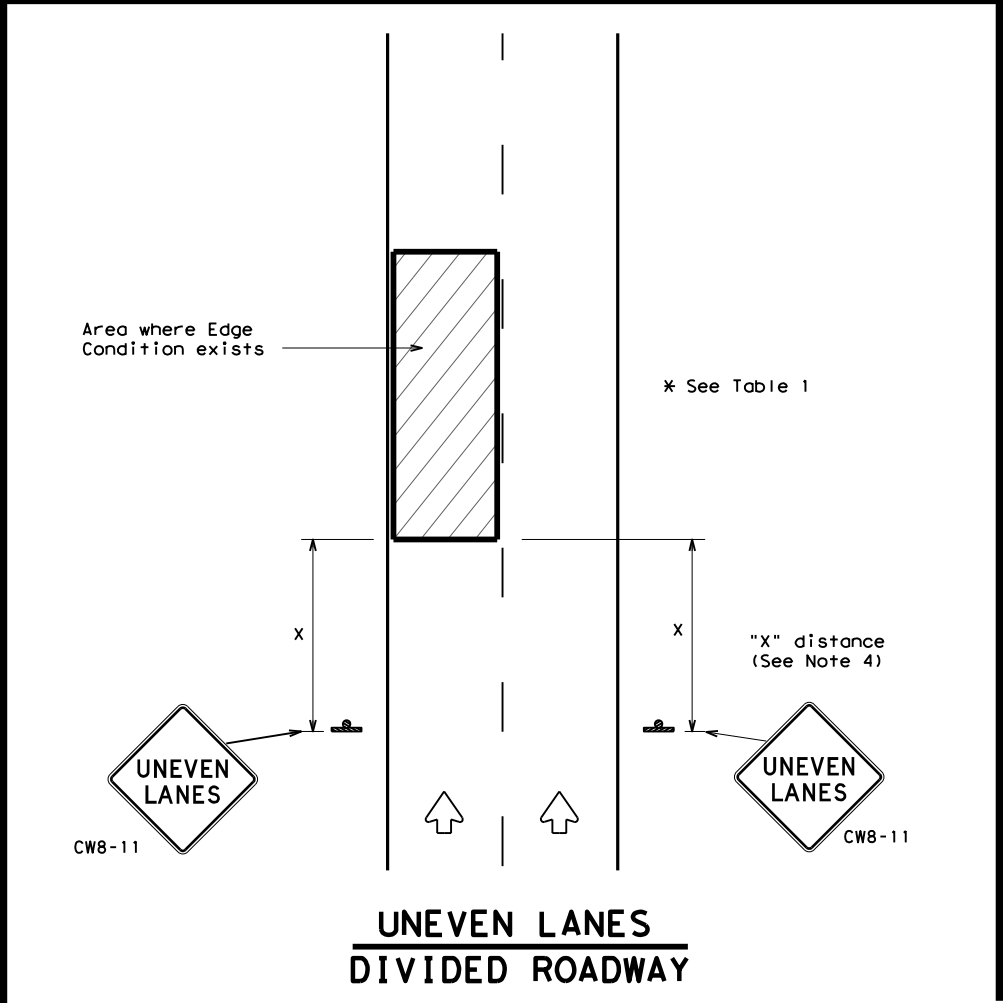 Area where Edge
Condition exists
* See Table 1
X
X
"X" distance
(See Note 4)
UNEVEN
LANES
CW8-11
UNEVEN
LANES
CW8-11
UNEVEN LANES
DIVIDED ROADWAY